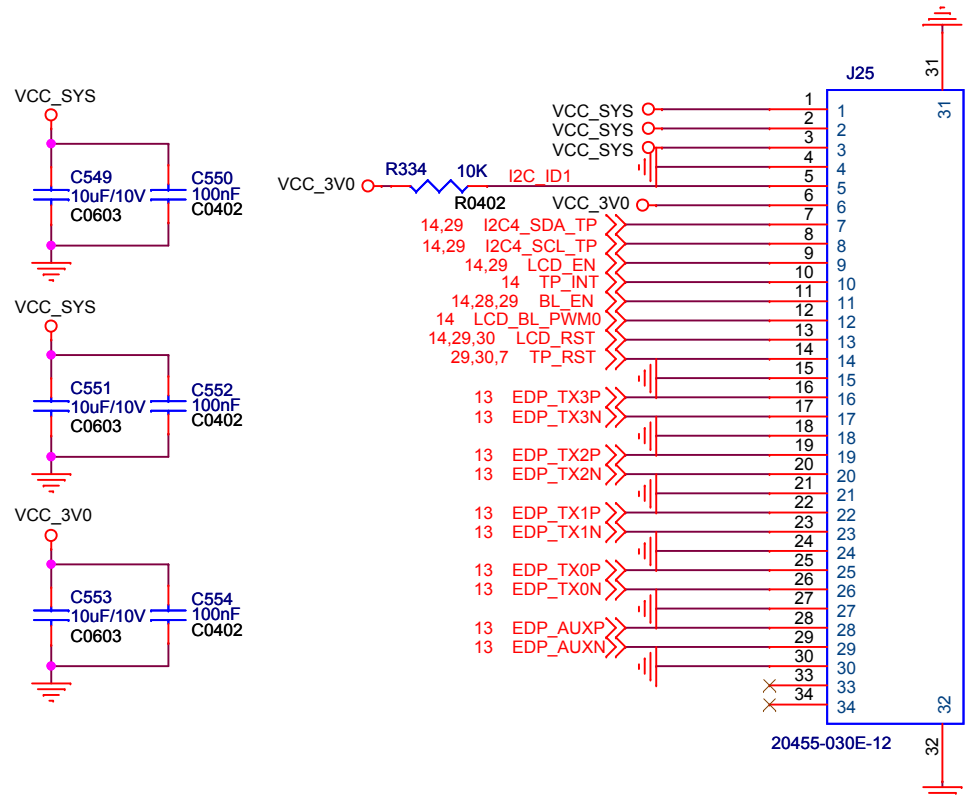 VCC_SYS
C549
10uF/10V
C0603
C550
100nF
C0402
VCC_SYS
C551
10uF/10V
C0603
C552
100nF
C0402
VCC_3V0
C553
10uF/10V
C0603
C554
100nF
C0402
J25
31
31
VCC_SYS 1 1
VCC_SYS 2 2
VCC_SYS 3 3
4 4
VCC_3V0 R334 10K R0402 I2C_ID1 5 5
VCC_3V0 6 6
14,29 I2C4_SDA_TP 7 7
14,29 I2C4_SCL_TP 8 8
14,29 LCD_EN 9 9
14 TP_INT 10 10
14,28,29 BL_EN 11 11
14 LCD_BL_PWM0 12 12
14,29,30 LCD_RST 13 13
29,30,7 TP_RST 14 14
15 15
13 EDP_TX3P 16 16
13 EDP_TX3N 17 17
18 18
13 EDP_TX2P 19 19
13 EDP_TX2N 20 20
21 21
13 EDP_TX1P 22 22
13 EDP_TX1N 23 23
24 24
13 EDP_TX0P 25 25
13 EDP_TX0N 26 26
27 27
13 EDP_AUXP 28 28
13 EDP_AUXN 29 29
30 30
33 33
34 34
32
32
20455-030E-12